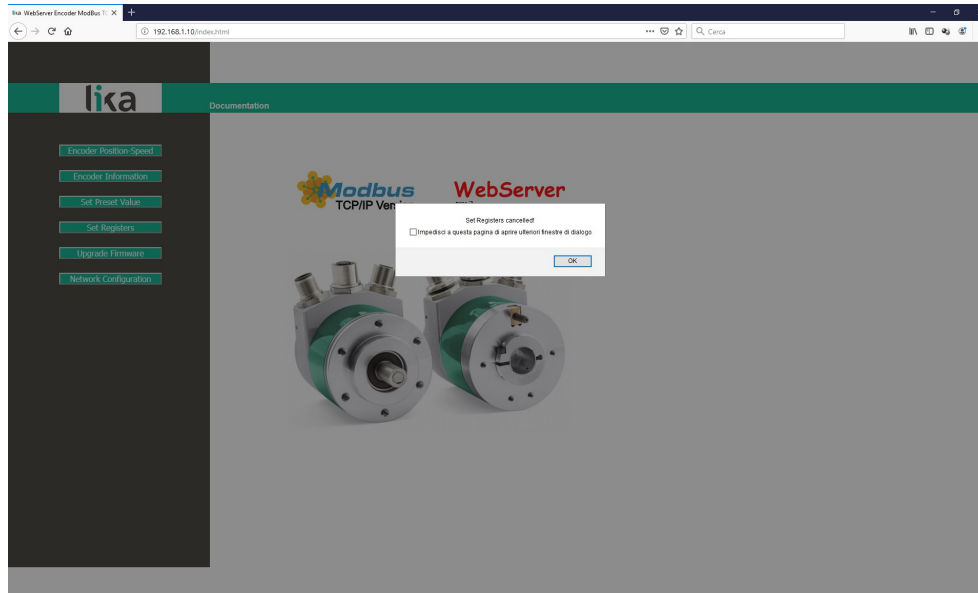 lika WebServer Encoder ModBus T
192.168.1.10/index.html
Cerca
lika
Documentation
Encoder Position-Speed
Encoder Information
Set Preset Value
Set Registers
Upgrade Firmware
Network Configuration
Modbus WebServer
TCP/IP Ver
Set Registers cancelled!
Impedisci a questa pagina di aprire ulteriori finestre di dialogo
OK